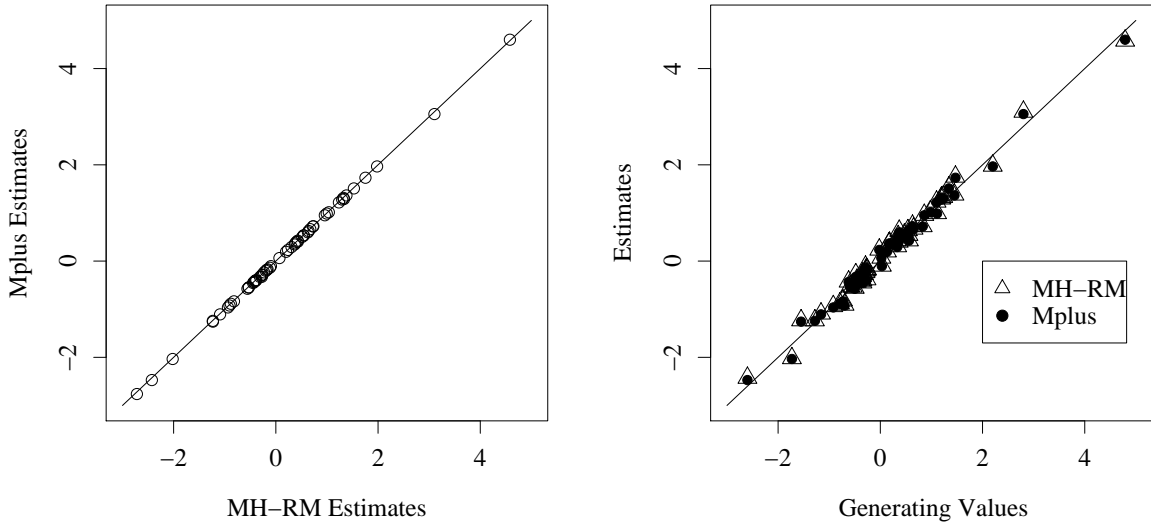 Mplus Estimates
4
2
0
−2
−2 0 2 4
MH−RM Estimates
Estimates
4
2
0
−2
−2 0 2 4
Generating Values
MH−RM
Mplus